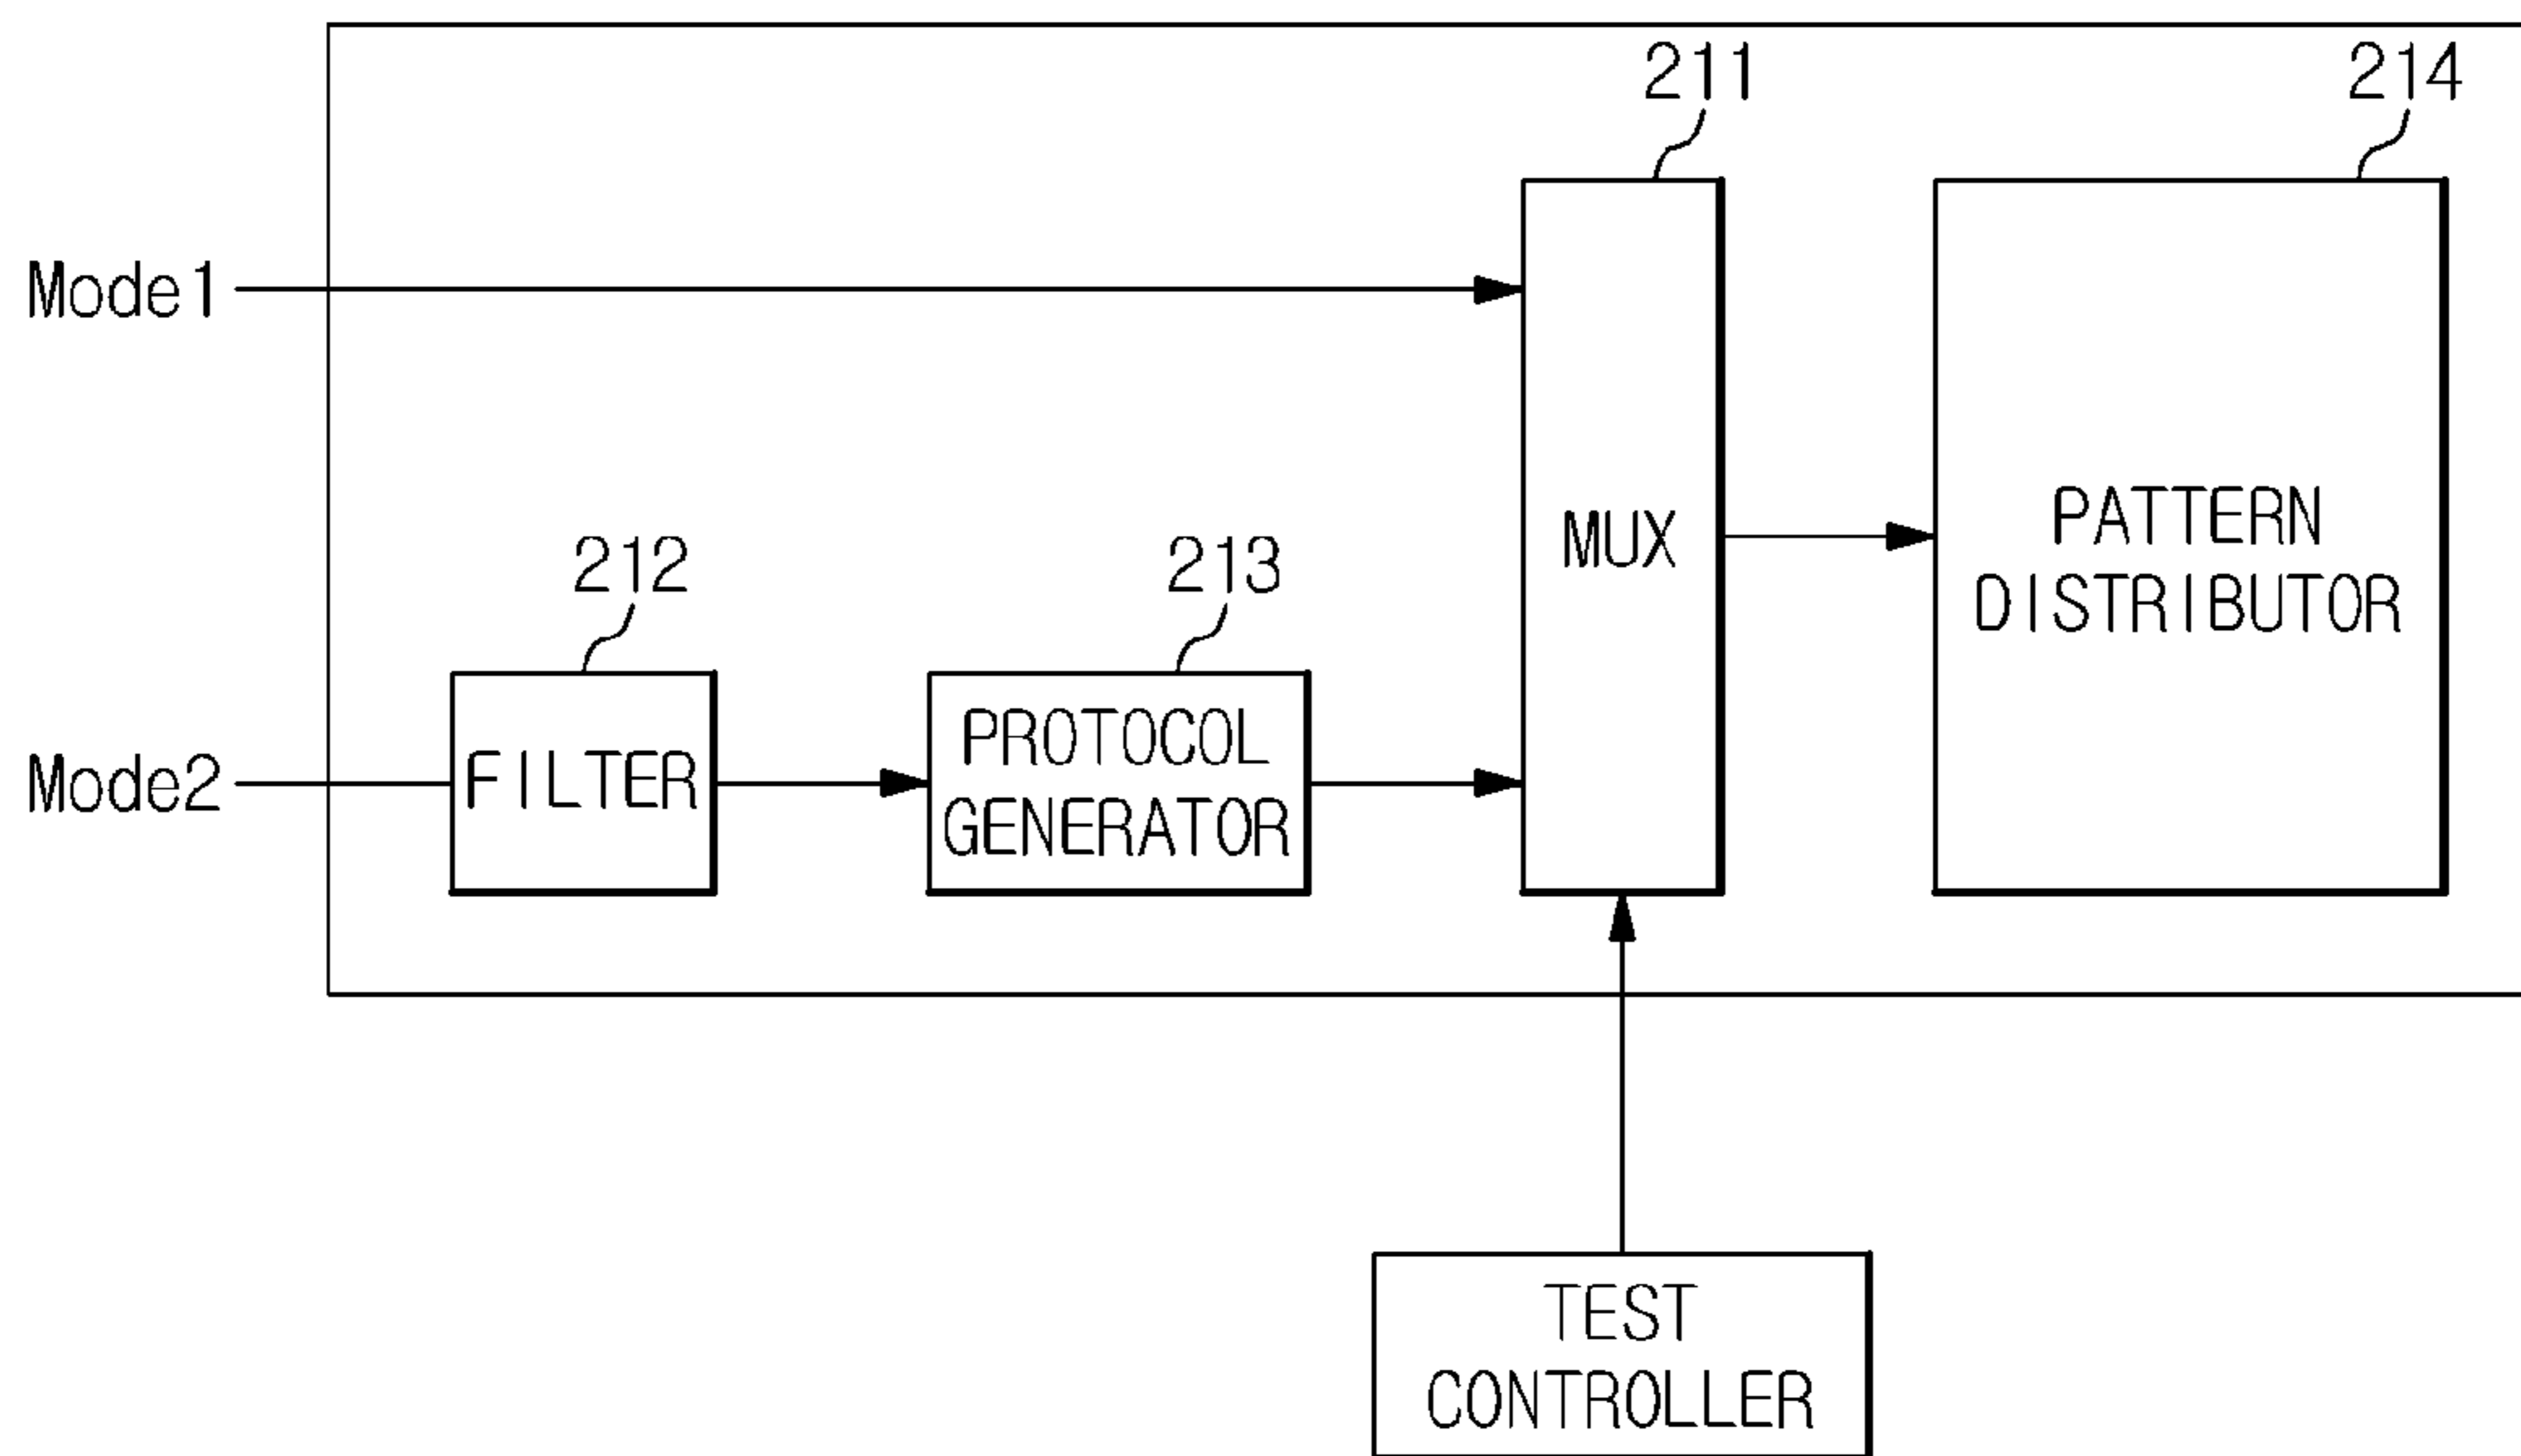 211
214
Mode1
MUX
PATTERN
DISTRIBUTOR
212
213
Mode2
FILTER
PROTOCOL
GENERATOR
TEST
CONTROLLER